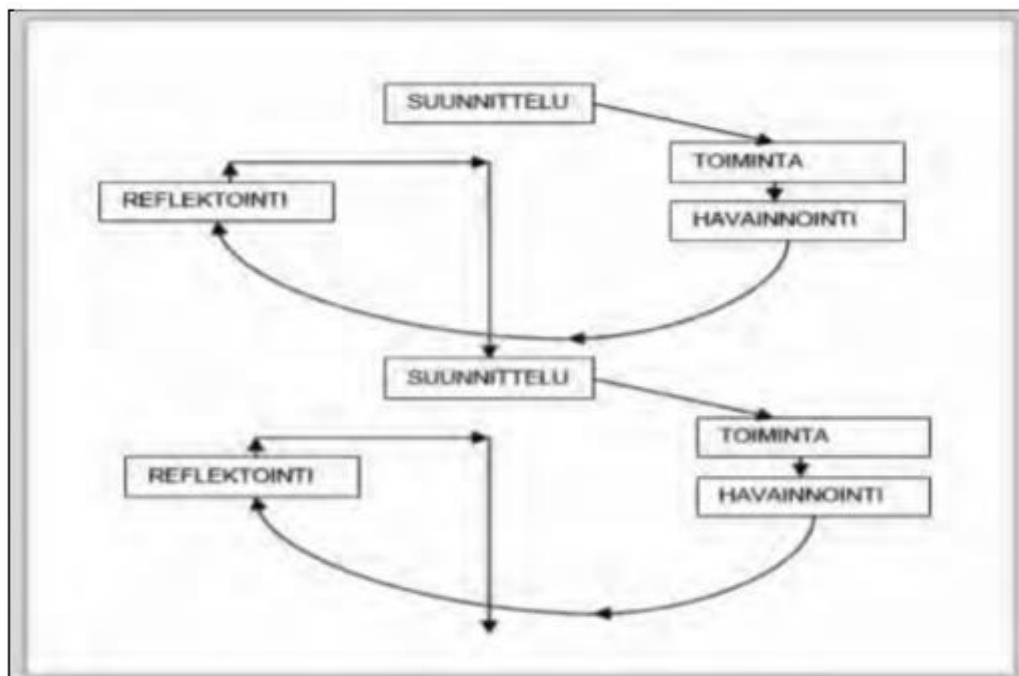 SUUNNITTELU
TOIMINTA
HAVAINNOINTI
REFLEKTOINTI
SUUNNITTELU
TOIMINTA
HAVAINNOINTI
REFLEKTOINTI